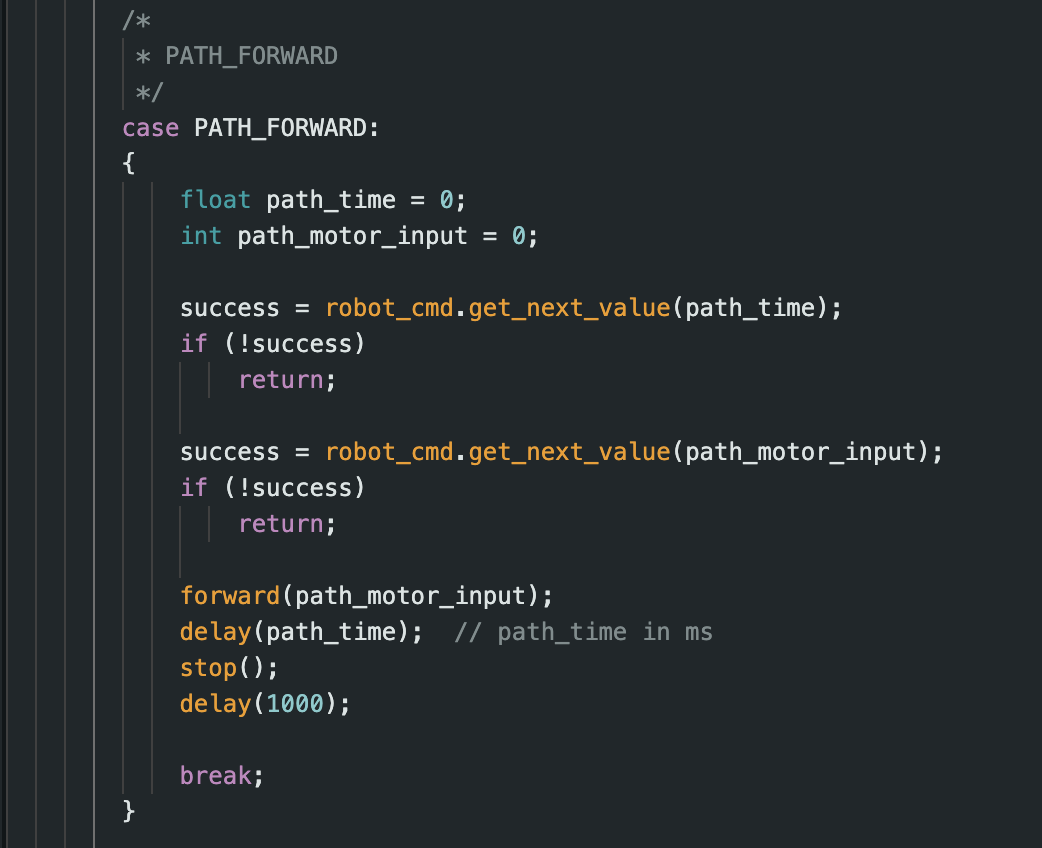 /*
 * PATH_FORWARD
 */
case PATH_FORWARD:
{
    float path_time = 0;
    int path_motor_input = 0;

    success = robot_cmd.get_next_value(path_time);
    if (!success)
        return;

    success = robot_cmd.get_next_value(path_motor_input);
    if (!success)
        return;

    forward(path_motor_input);
    delay(path_time);  // path_time in ms
    stop();
    delay(1000);

    break;
}